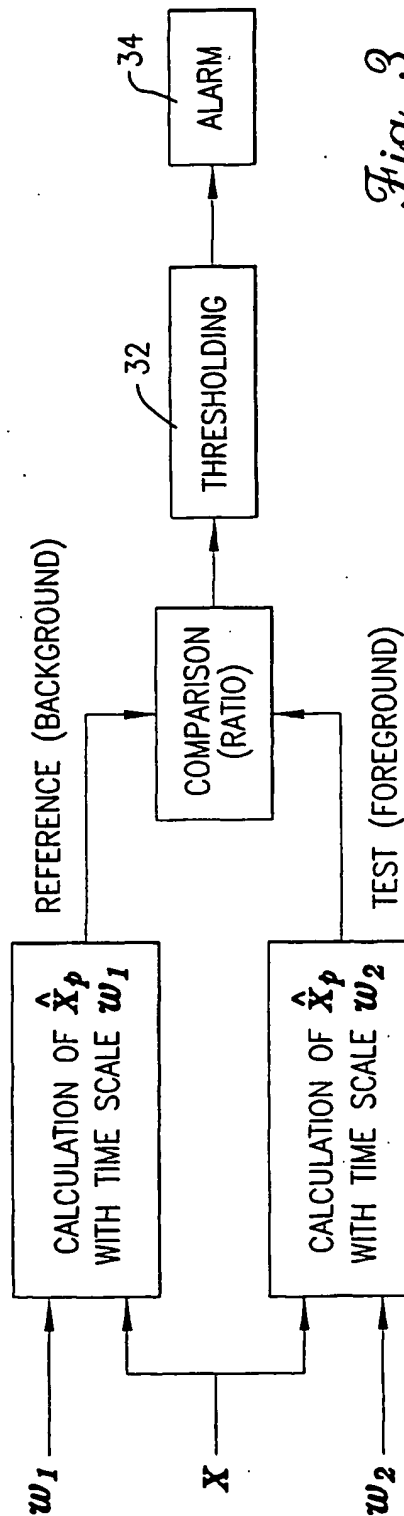 w₁
X
w₂
CALCULATION OF X̂ₚ
WITH TIME SCALE w₁
CALCULATION OF X̂ₚ
WITH TIME SCALE w₂
REFERENCE (BACKGROUND)
TEST (FOREGROUND)
COMPARISON
(RATIO)
32
THRESHOLDING
34
ALARM
Fig. 3